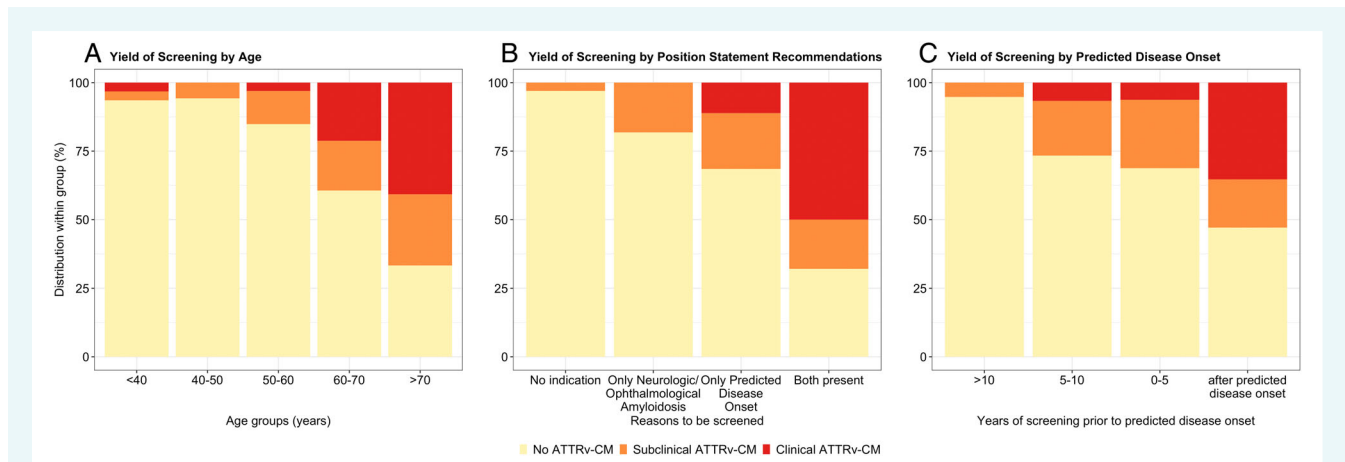 A Yield of Screening by Age
Distribution within group (%)
100
75
50
25
0
<40 40-50 50-60 60-70 >70
Age groups (years)
B Yield of Screening by Position Statement Recommendations
100
75
50
25
0
No indication Only Neurologic/ Only Predicted Both present
Ophthalmological Disease
Amyloidosis Onset
Reasons to be screened
C Yield of Screening by Predicted Disease Onset
100
75
50
25
0
>10 5-10 0-5 after predicted
disease onset
Years of screening prior to predicted disease onset
No ATTRv-CM Subclinical ATTRv-CM Clinical ATTRv-CM